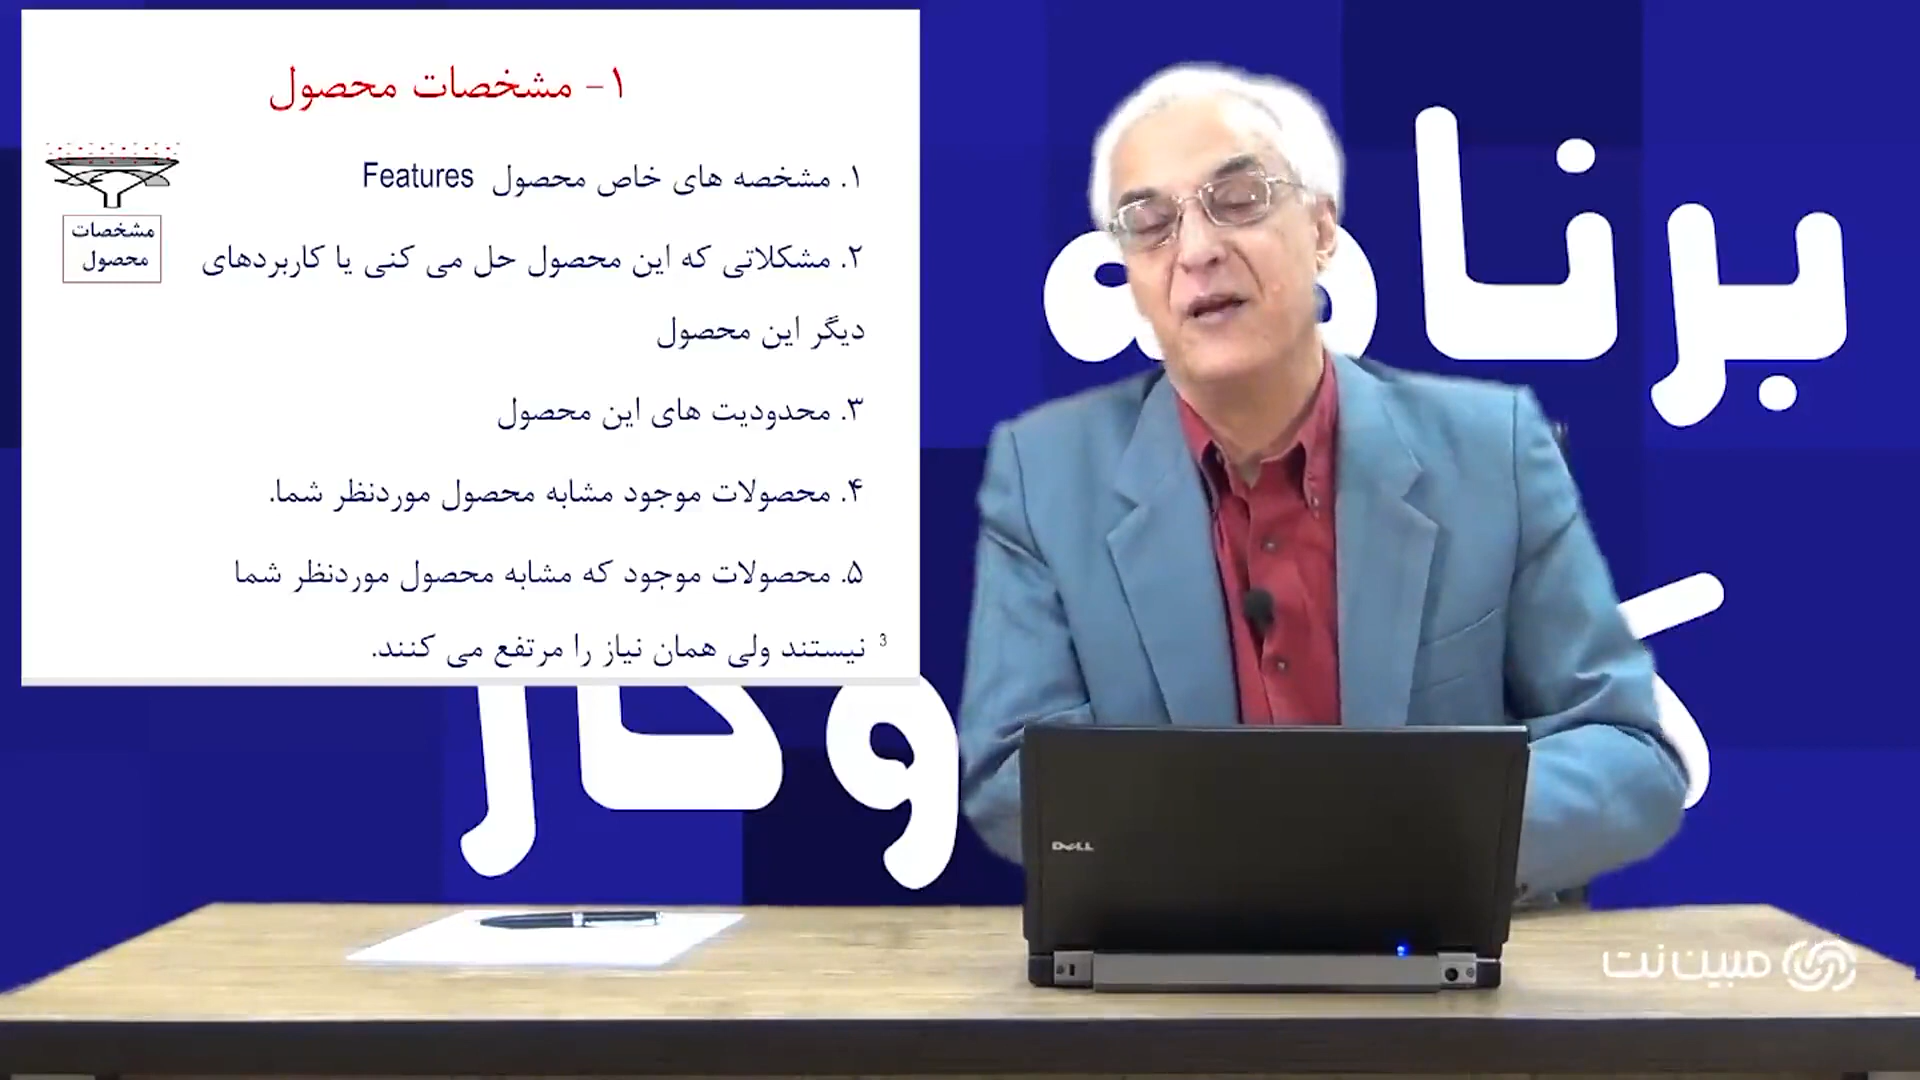 ۱- مشخصات محصول
۱. مشخصه های خاص محصول Features
مشخصات
محصول
۲. مشکلاتی که این محصول حل می کنی یا کاربردهای
دیگر این محصول
۳. محدودیت های این محصول
۴. محصولات موجود مشابه محصول موردنظر شما.
۵. محصولات موجود که مشابه محصول موردنظر شما
نیستند ولی همان نیاز را مرتفع می کنند.
3
برنامه
وکار
DELL
مبین نت